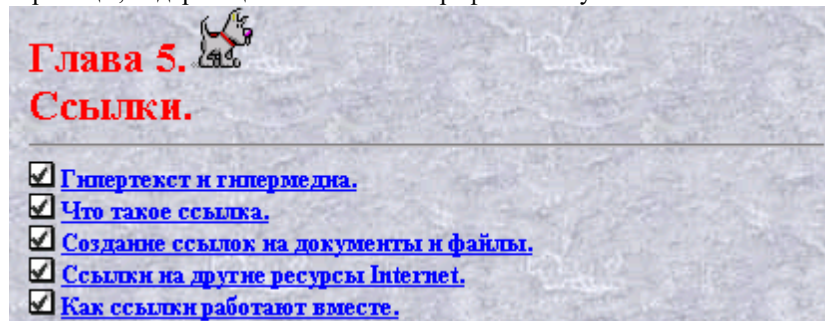 Глава 5.
Ссылки.
Гипертекст и гипермедиа.
Что такое ссылка.
Создание ссылок на документы и файлы.
Ссылки на другие ресурсы Internet.
Как ссылки работают вместе.